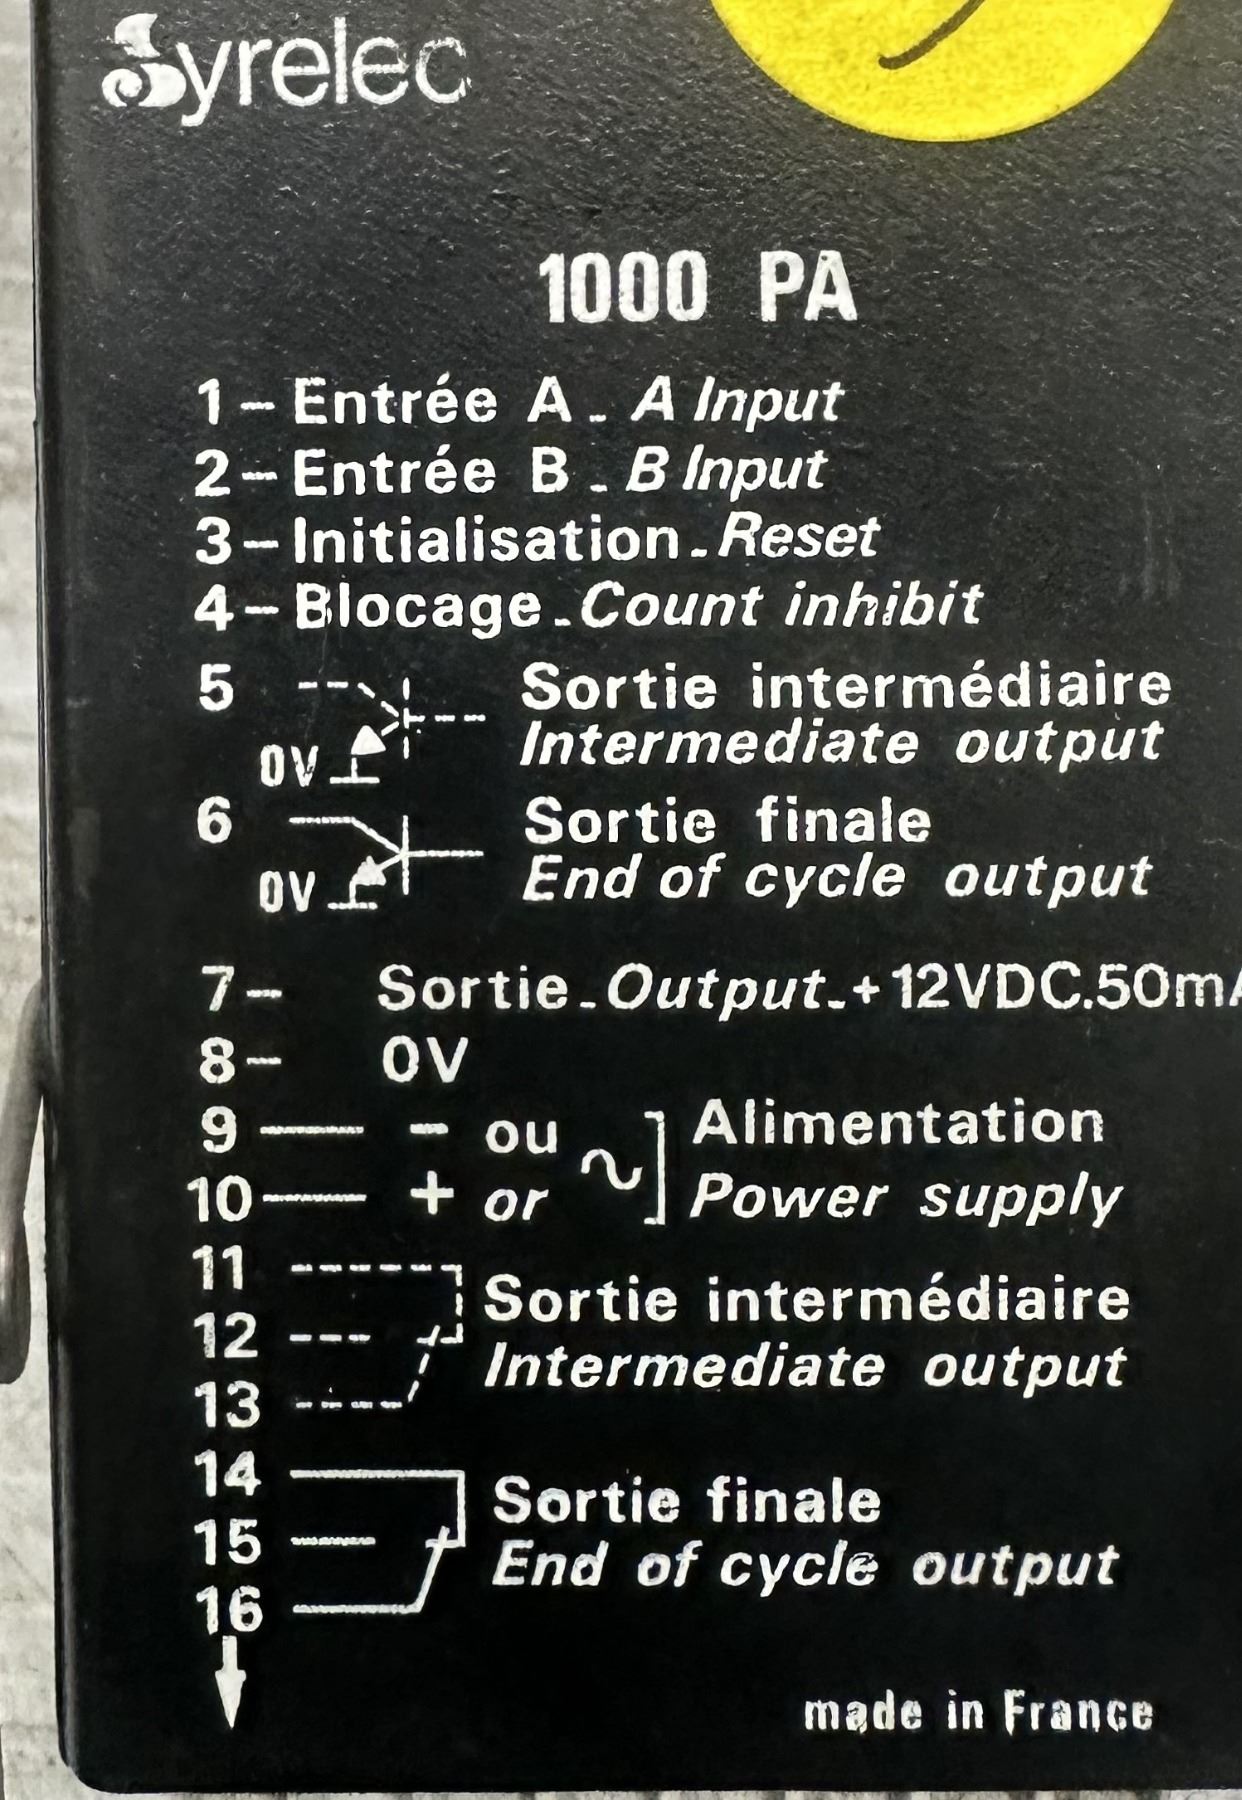 Syrelec
1000 PA
1 - Entrée A - A Input
2 - Entrée B - B Input
3 - Initialisation - Reset
4 - Blocage - Count inhibit
5 Sortie intermédiaire
Intermediate output
0V
6 Sortie finale
End of cycle output
0V
7 - Sortie - Output - +12VDC.50mA
8 - 0V
9 - ou ~ Alimentation
10 + or Power supply
11
Sortie intermédiaire
12
Intermediate output
13
14
Sortie finale
15
End of cycle output
16
made in France